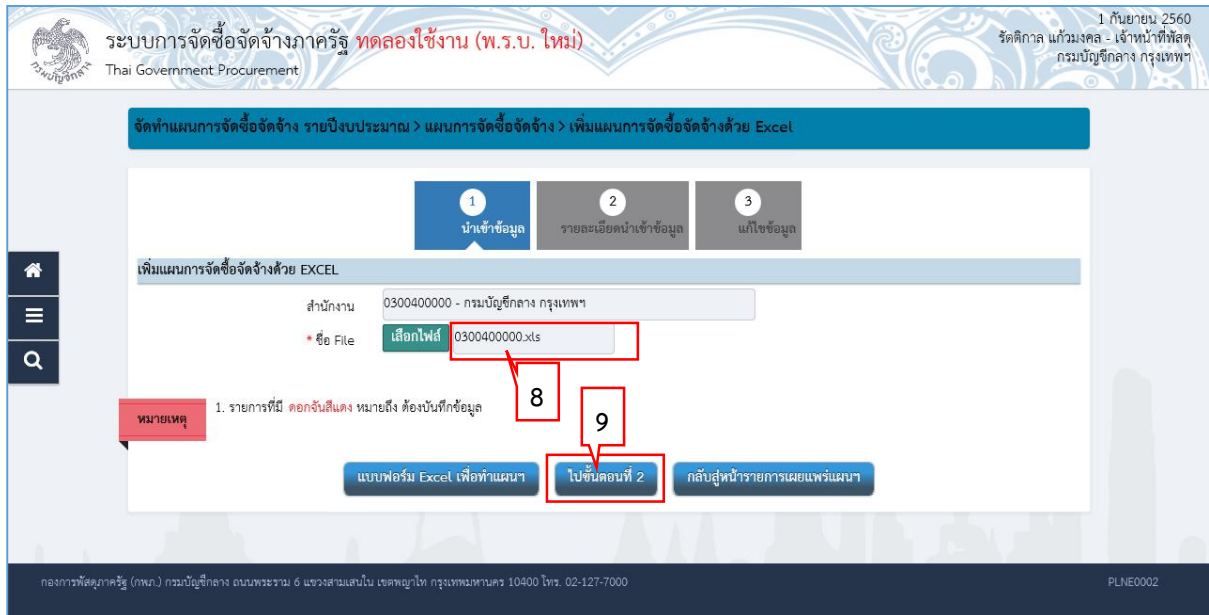 1 กันยายน 2560
ระบบการจัดซื้อจัดจ้างภาครัฐ ทดลองใช้งาน (พ.ร.บ. ใหม่)
รัตติกาล แก้วมงคล - เจ้าหน้าที่พัสดุ
Thai Government Procurement
กรมบัญชีกลาง กรุงเทพฯ
จัดทำแผนการจัดซื้อจัดจ้าง รายปีงบประมาณ > แผนการจัดซื้อจัดจ้าง > เพิ่มแผนการจัดซื้อจัดจ้างด้วย Excel
1 2 3
นำเข้าข้อมูล รายละเอียดนำเข้าข้อมูล แก้ไขข้อมูล
เพิ่มแผนการจัดซื้อจัดจ้างด้วย EXCEL
สำนักงาน 0300400000 - กรมบัญชีกลาง กรุงเทพฯ
* ชื่อ File เลือกไฟล์ 0300400000.xls
8
หมายเหตุ 1. รายการที่มี ดอกจันสีแดง หมายถึง ต้องบันทึกข้อมูล
9
แบบฟอร์ม Excel เพื่อทำแผนฯ ไปขั้นตอนที่ 2 กลับสู่หน้ารายการเผยแพร่แผนฯ
กองการพัสดุภาครัฐ (กพภ.) กรมบัญชีกลาง ถนนพระราม 6 แขวงสามเสนใน เขตพญาไท กรุงเทพมหานคร 10400 โทร. 02-127-7000 PLNE0002